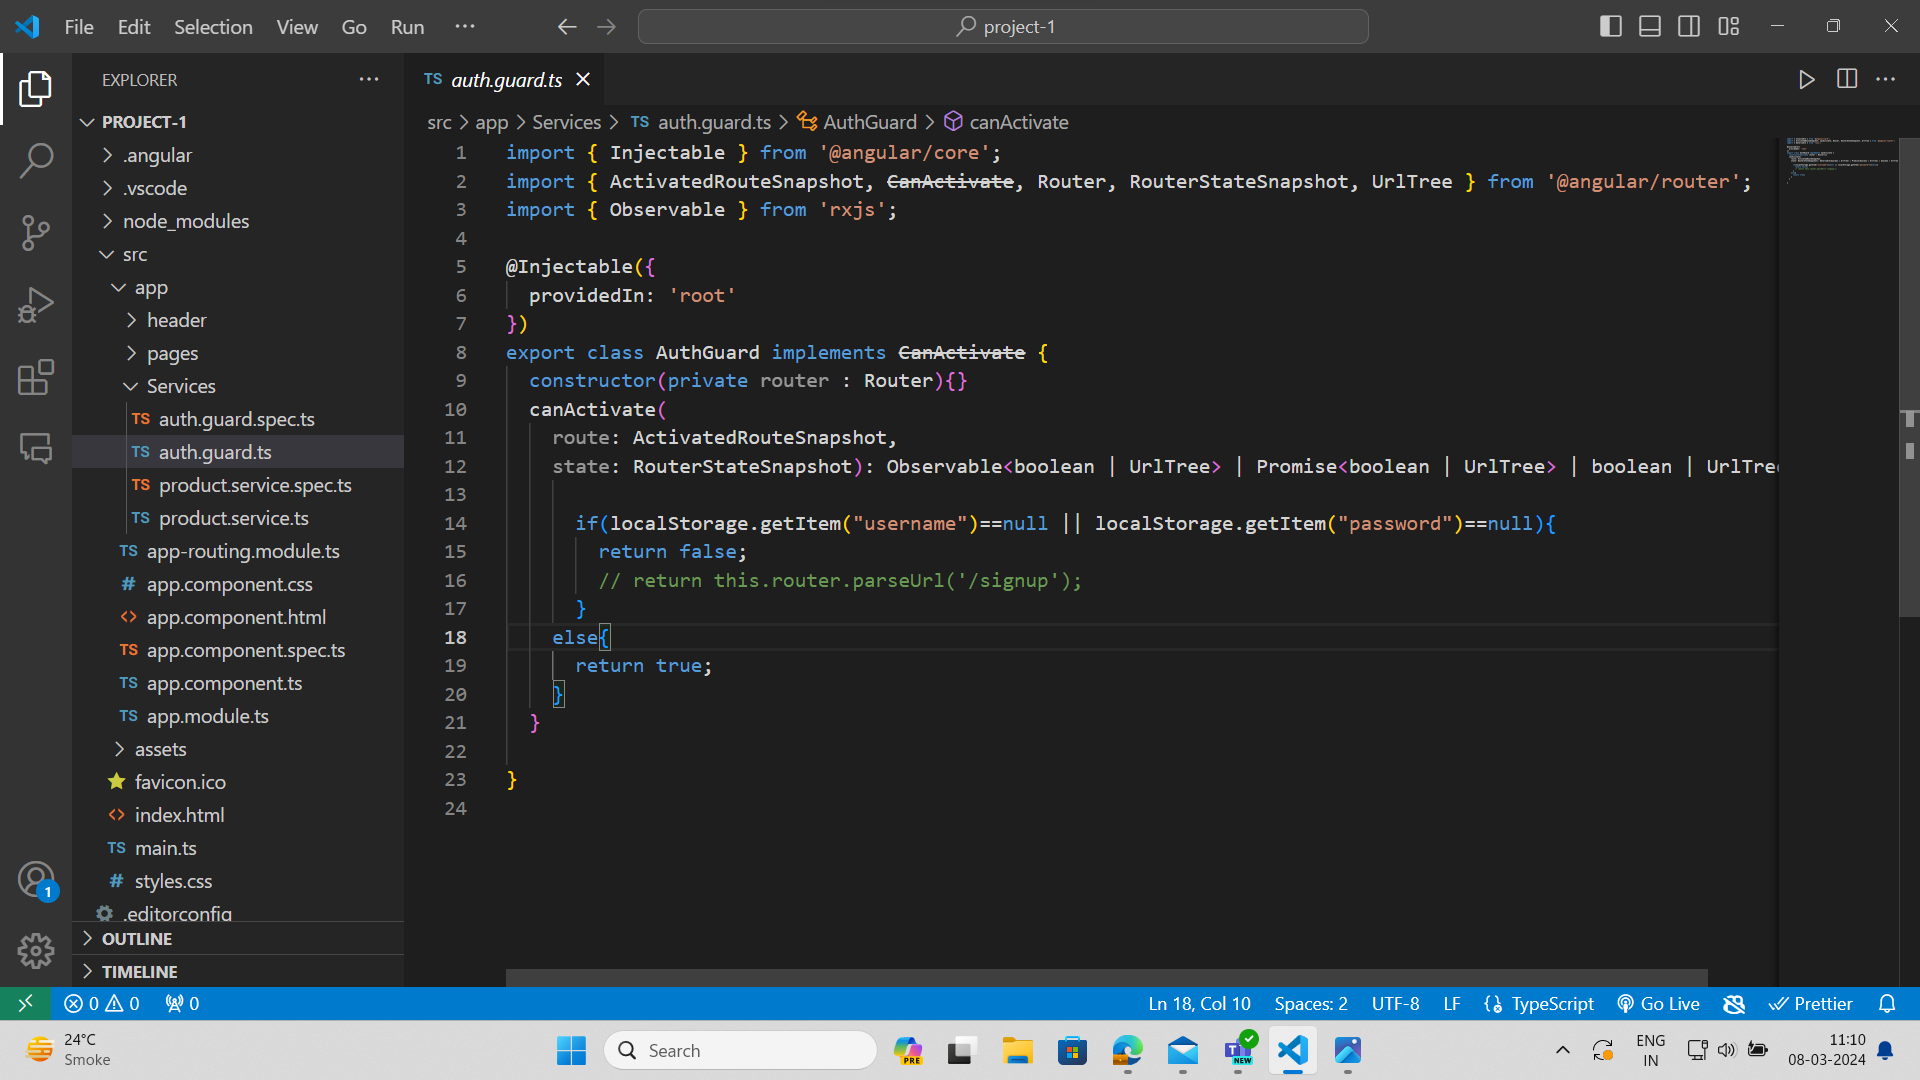 File Edit Selection View Go Run ··· project-1
EXPLORER ···
PROJECT-1
.angular
.vscode
node_modules
src
app
header
pages
Services
TS auth.guard.spec.ts
TS auth.guard.ts
TS product.service.spec.ts
TS product.service.ts
TS app-routing.module.ts
# app.component.css
<> app.component.html
TS app.component.spec.ts
TS app.component.ts
TS app.module.ts
assets
favicon.ico
<> index.html
TS main.ts
# styles.css
.editorconfig
OUTLINE
TIMELINE
1
TS auth.guard.ts
src > app > Services > TS auth.guard.ts > AuthGuard > canActivate
1 import { Injectable } from '@angular/core';
2 import { ActivatedRouteSnapshot, CanActivate, Router, RouterStateSnapshot, UrlTree } from '@angular/router';
3 import { Observable } from 'rxjs';
4
5 @Injectable({
6 providedIn: 'root'
7 })
8 export class AuthGuard implements CanActivate {
9 constructor(private router : Router){}
10 canActivate(
11 route: ActivatedRouteSnapshot,
12 state: RouterStateSnapshot): Observable<boolean | UrlTree> | Promise<boolean | UrlTree> | boolean | UrlTre
13
14 if(localStorage.getItem("username")==null || localStorage.getItem("password")==null){
15 return false;
16 // return this.router.parseUrl('/signup');
17 }
18 else{
19 return true;
20 }
21 }
22
23 }
24
0 0 0 Ln 18, Col 10 Spaces: 2 UTF-8 LF TypeScript Go Live Prettier
24°C
Smoke
Search
PRE
NEW
ENG
IN
11:10
08-03-2024